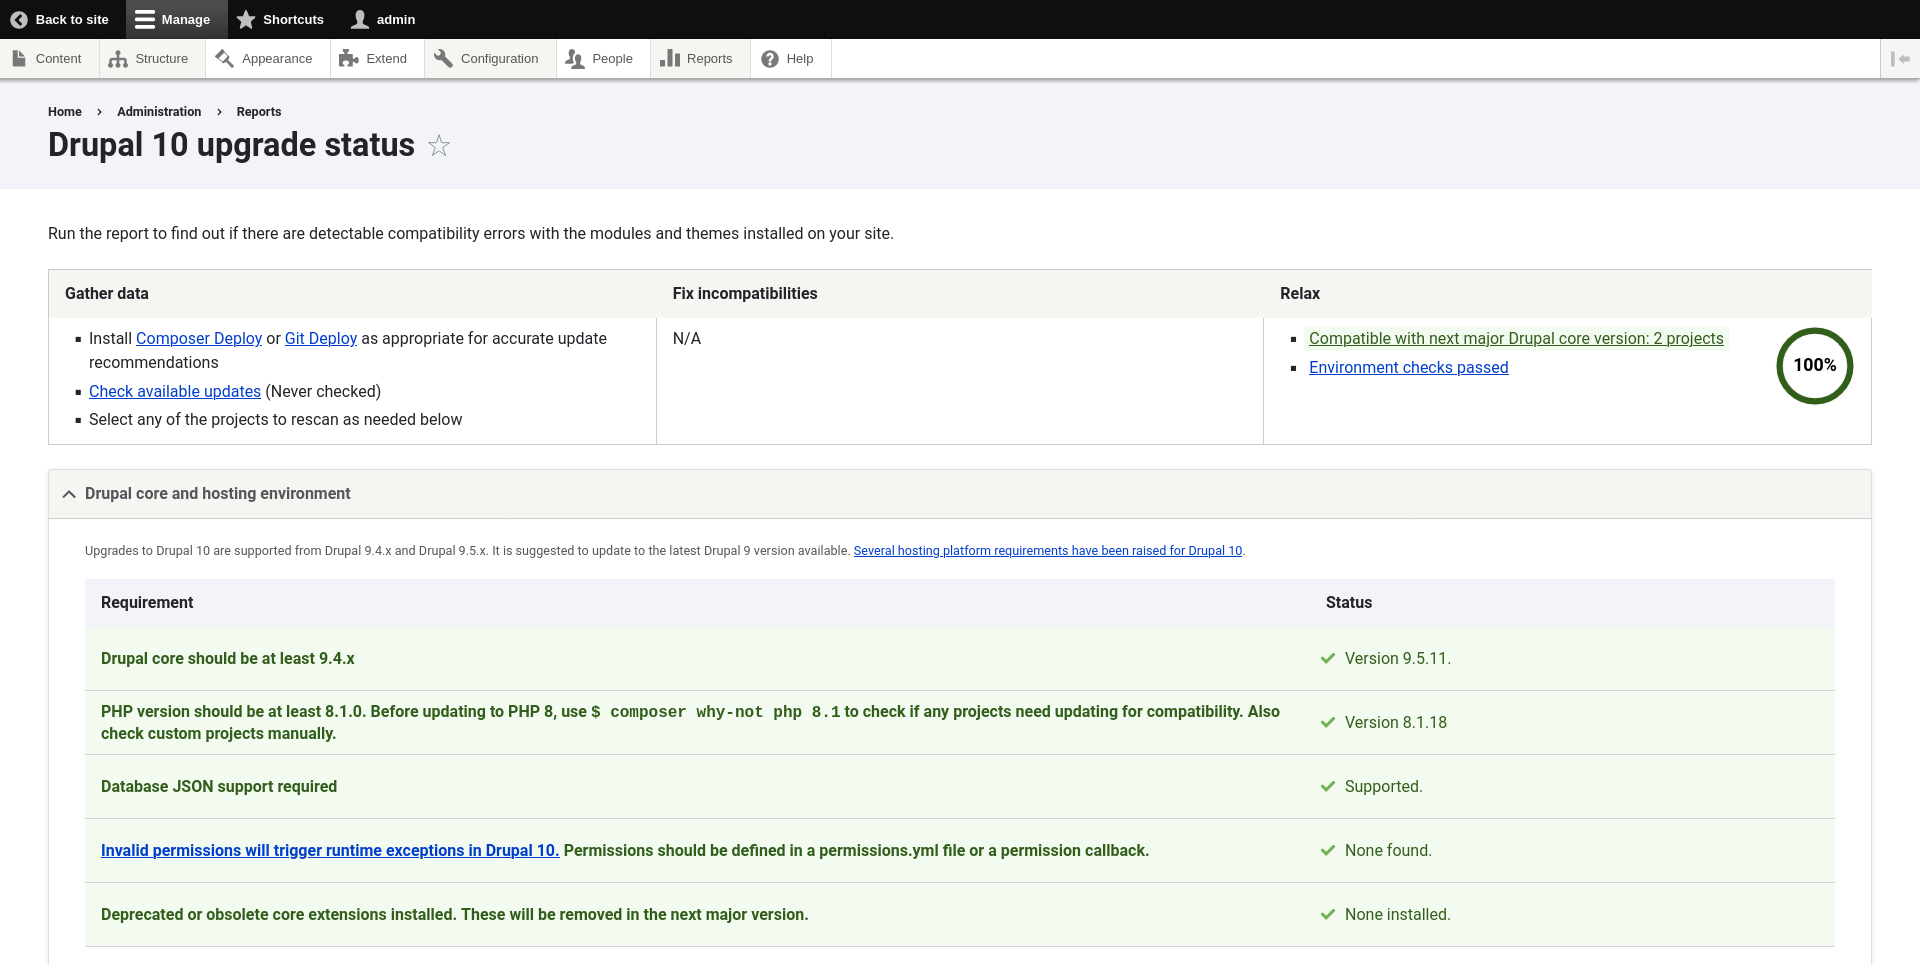 Back to site Manage Shortcuts admin
Content Structure Appearance Extend Configuration People Reports Help
Home › Administration › Reports
Drupal 10 upgrade status
Run the report to find out if there are detectable compatibility errors with the modules and themes installed on your site.
Gather data Fix incompatibilities Relax
Install Composer Deploy or Git Deploy as appropriate for accurate update
recommendations
Check available updates (Never checked)
Select any of the projects to rescan as needed below
N/A
Compatible with next major Drupal core version: 2 projects
Environment checks passed
100%
Drupal core and hosting environment
Upgrades to Drupal 10 are supported from Drupal 9.4.x and Drupal 9.5.x. It is suggested to update to the latest Drupal 9 version available. Several hosting platform requirements have been raised for Drupal 10.
Requirement Status
Drupal core should be at least 9.4.x Version 9.5.11.
PHP version should be at least 8.1.0. Before updating to PHP 8, use $ composer why-not php 8.1 to check if any projects need updating for compatibility. Also
check custom projects manually.
Version 8.1.18
Database JSON support required Supported.
Invalid permissions will trigger runtime exceptions in Drupal 10. Permissions should be defined in a permissions.yml file or a permission callback. None found.
Deprecated or obsolete core extensions installed. These will be removed in the next major version. None installed.